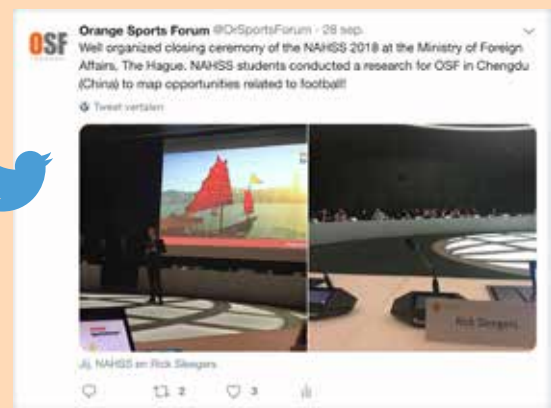 OSF
Orange Sports Forum @OrSportsForum · 28 sep.
Well organized closing ceremony of the NAHSS 2018 at the Ministry of Foreign
Affairs, The Hague. NAHSS students conducted a research for OSF in Chengdu
(China) to map opportunities related to football!
Tweet vertalen
Rick Sleegers
Jij, NAHSS en Rick Sleegers
2
3